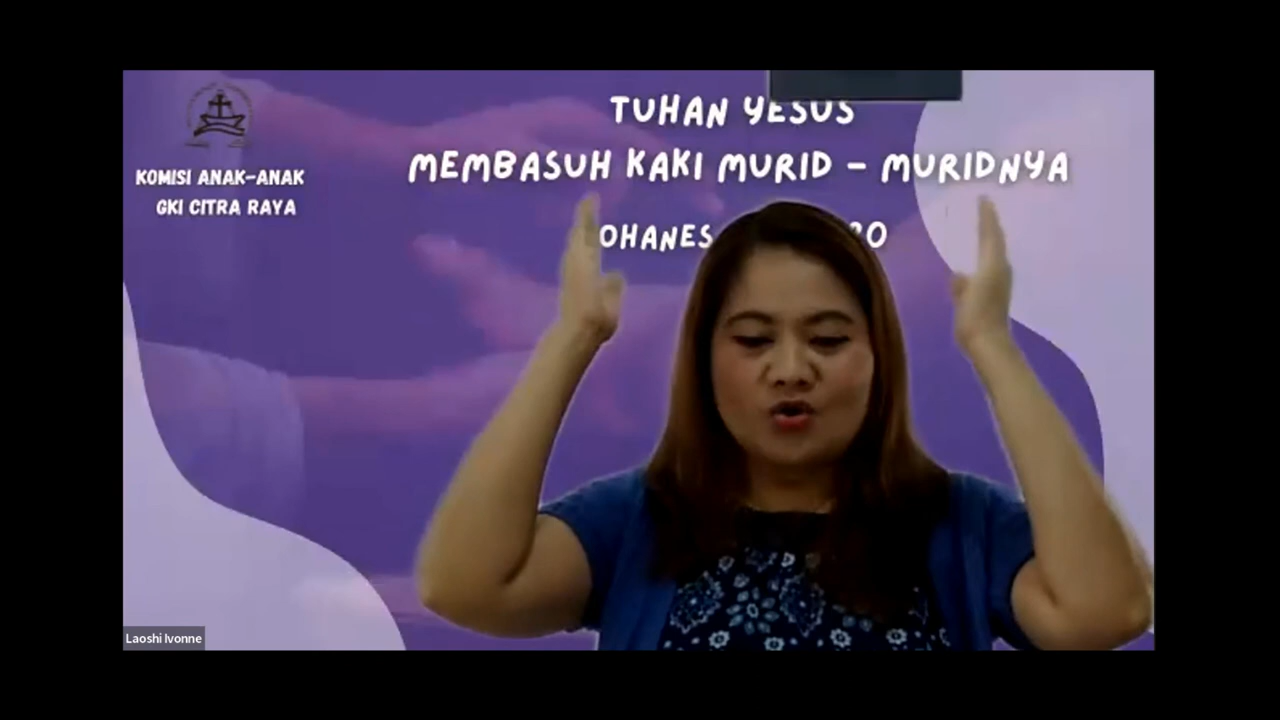 TUHAN YESUS
MEMBASUH KAKI MURID - MURIDNYA
KOMISI ANAK-ANAK
GKI CITRA RAYA
Laoshi Ivonne